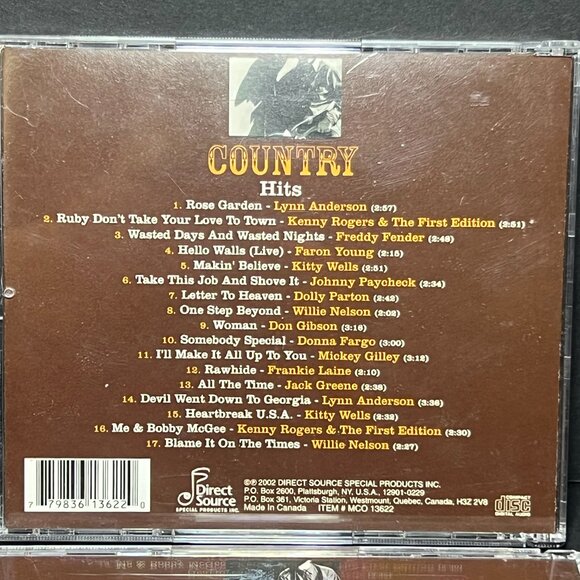 COUNTRY
Hits
1. Rose Garden - Lynn Anderson (2:57)
2. Ruby Don't Take Your Love To Town - Kenny Rogers & The First Edition (2:51)
3. Wasted Days And Wasted Nights - Freddy Fender (2:48)
4. Hello Walls (Live) - Faron Young (2:15)
5. Makin' Believe - Kitty Wells (2:51)
6. Take This Job And Shove It - Johnny Paycheck (2:34)
7. Letter To Heaven - Dolly Parton (2:42)
8. One Step Beyond - Willie Nelson (2:02)
9. Woman - Don Gibson (3:16)
10. Somebody Special - Donna Fargo (3:00)
11. I'll Make It All Up To You - Mickey Gilley (3:12)
12. Rawhide - Frankie Laine (2:10)
13. All The Time - Jack Greene (2:38)
14. Devil Went Down To Georgia - Lynn Anderson (3:36)
15. Heartbreak U.S.A. - Kitty Wells (2:32)
16. Me & Bobby McGee - Kenny Rogers & The First Edition (2:30)
17. Blame It On The Times - Willie Nelson (2:27)
7 79836 13622 0
Direct Source
SPECIAL PRODUCTS INC.
©℗ 2002 DIRECT SOURCE SPECIAL PRODUCTS INC.
P.O. Box 2600, Plattsburgh, N.Y., U.S.A., 12901-0229
P.O. Box 361, Victoria Station, Westmount, Quebec, Canada, H3Z 2V8
Made in Canada ITEM # MCO 13622
COMPACT
disc
DIGITAL AUDIO